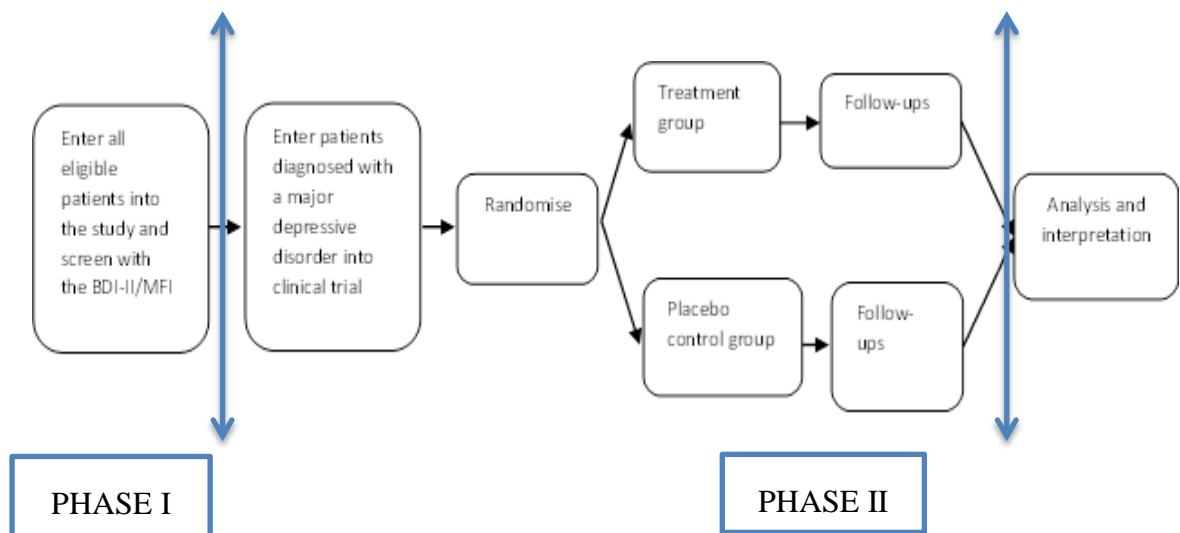 Enter all
eligible
patients into
the study and
screen with
the BDI-II/MFI
Enter patients
diagnosed with
a major
depressive
disorder into
clinical trial
Randomise
Treatment
group
Follow-ups
Placebo
control group
Follow-
ups
Analysis and
interpretation
PHASE I
PHASE II